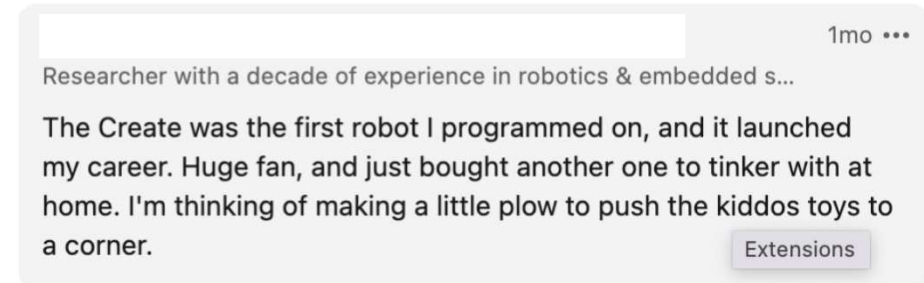 1mo •••
Researcher with a decade of experience in robotics & embedded s...
The Create was the first robot I programmed on, and it launched
my career. Huge fan, and just bought another one to tinker with at
home. I'm thinking of making a little plow to push the kiddos toys to
a corner.
Extensions